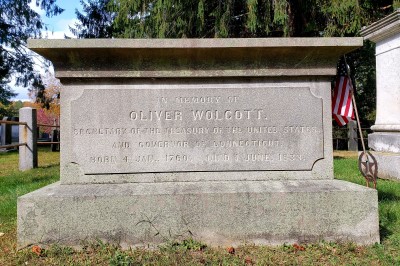 IN MEMORY OF
OLIVER WOLCOTT.
SECRETARY OF THE TREASURY OF THE UNITED STATES,
AND GOVERNOR OF CONNECTICUT
BORN 4 JAN. 1760. DIED 1 JUNE, 1833.